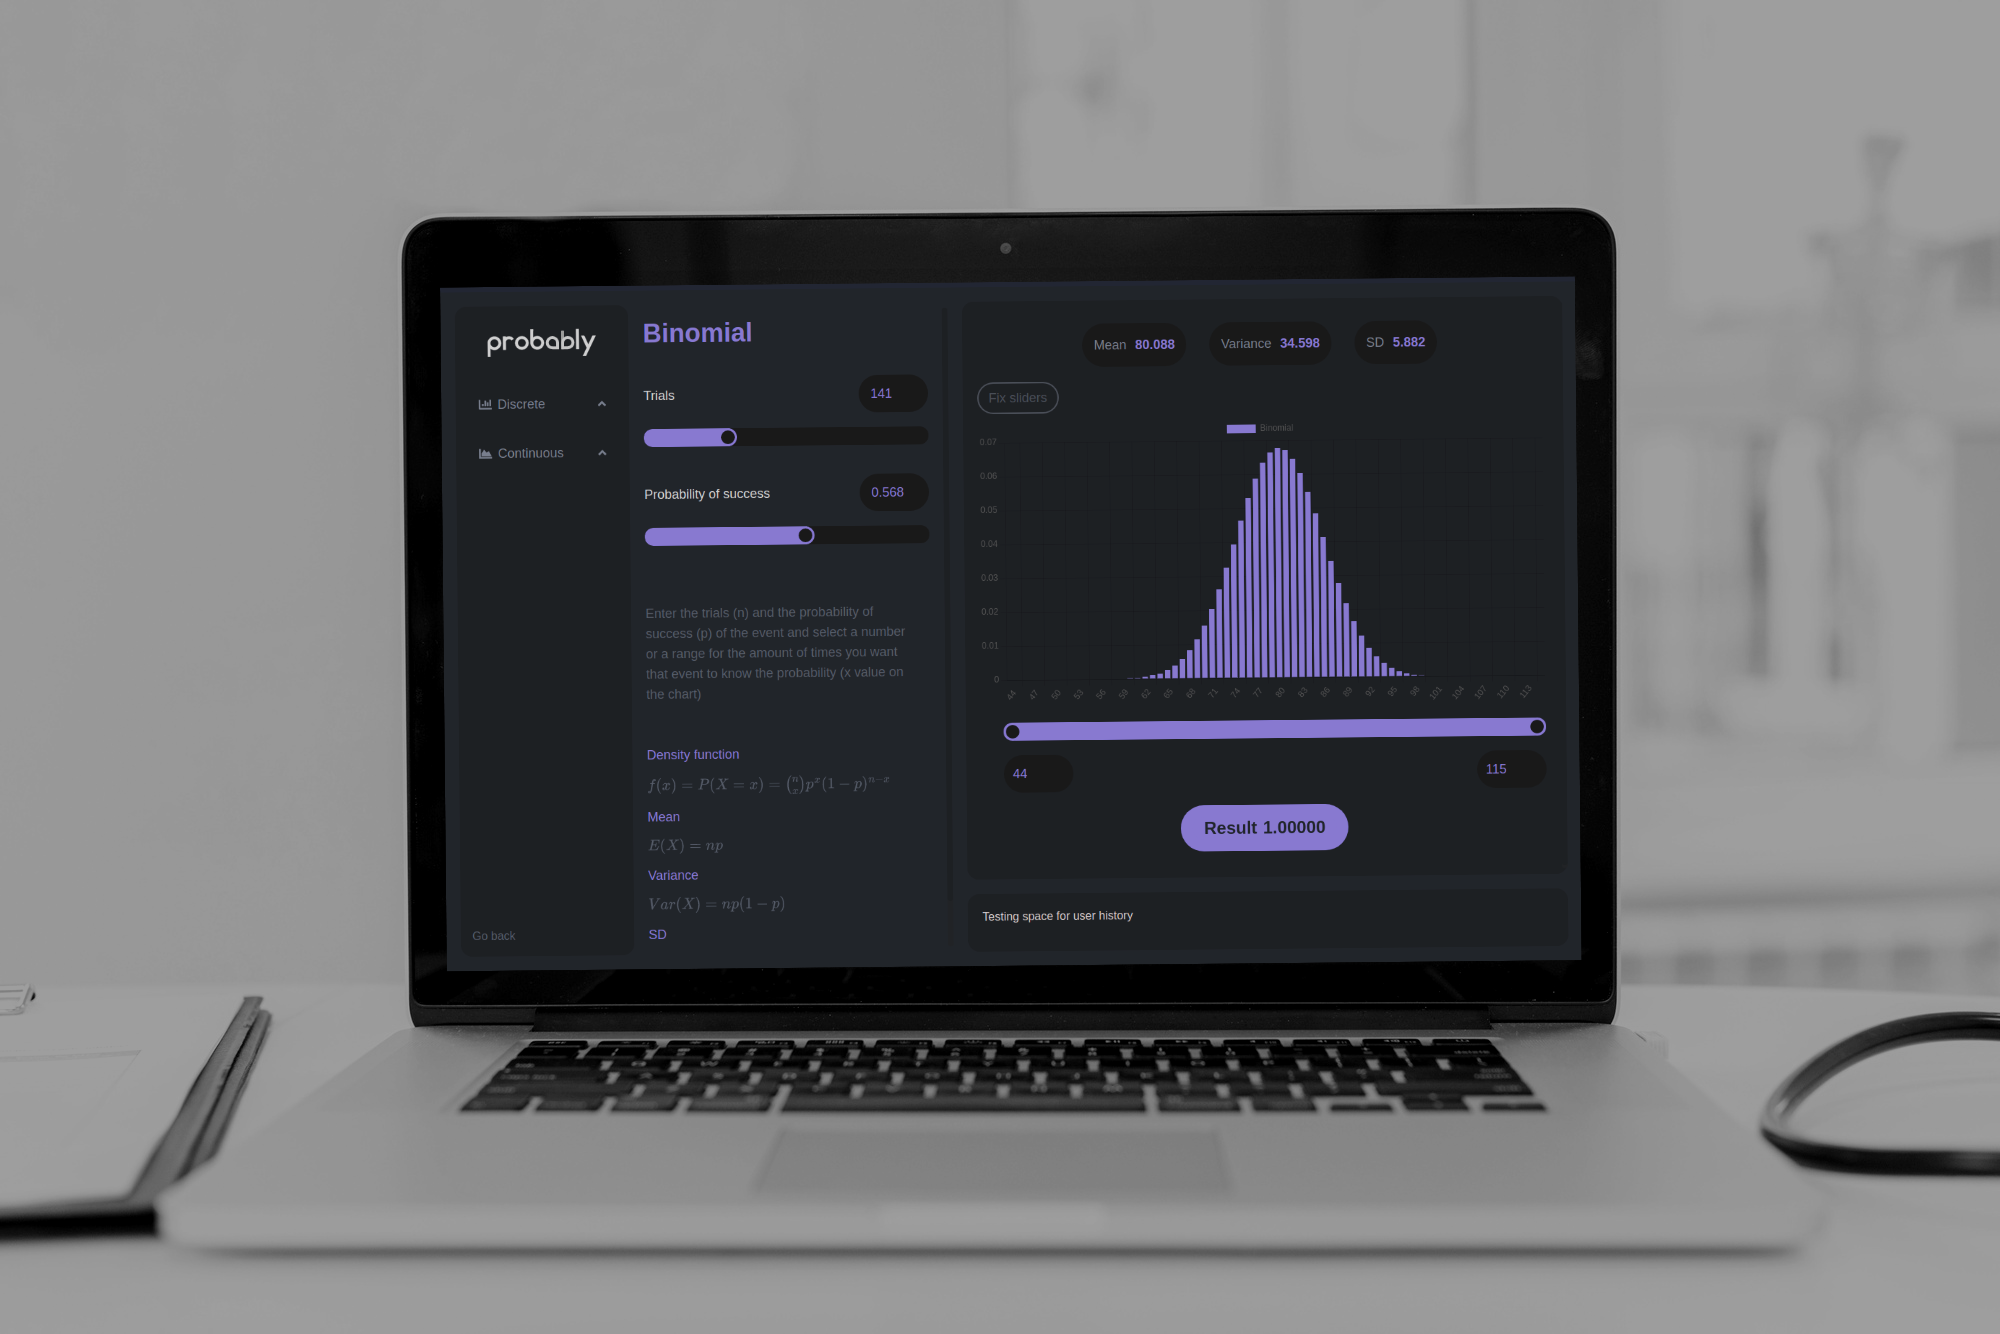 probably
Discrete
Continuous
Go back
Binomial
Trials
141
Probability of success
0.568
Enter the trials (n) and the probability of
success (p) of the event and select a number
or a range for the amount of times you want
that event to know the probability (x value on
the chart)
Density function
f(x) = P(X = x) = (n x) p^x (1 − p)^{n−x}
Mean
E(X) = np
Variance
Var(X) = np(1 − p)
SD
Mean 80.088
Variance 34.598
SD 5.882
Fix sliders
Binomial
0.07
0.06
0.05
0.04
0.03
0.02
0.01
0
44 47 50 53 56 59 62 65 68 71 74 77 80 83 86 89 92 95 98 101 104 107 110 113
44
115
Result 1.00000
Testing space for user history